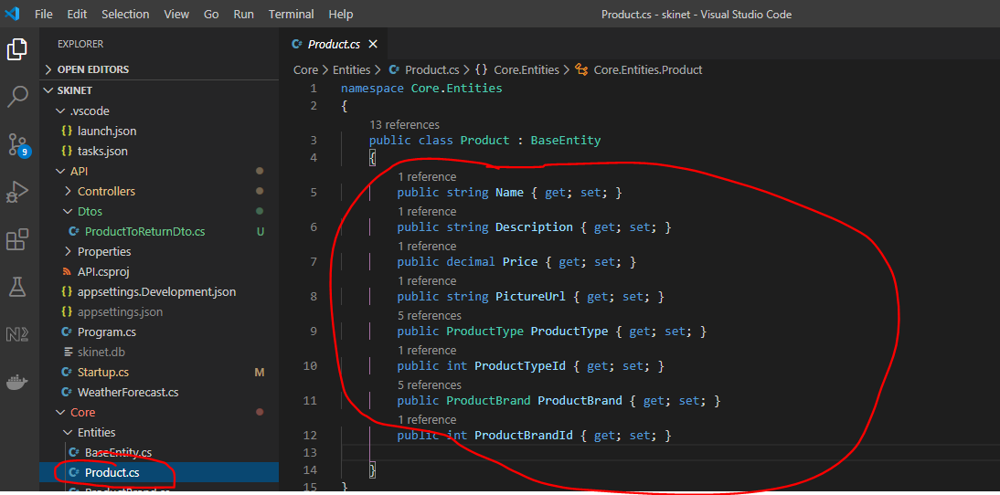 File Edit Selection View Go Run Terminal Help Product.cs - skinet - Visual Studio Code
EXPLORER
OPEN EDITORS
SKINET
.vscode
{} launch.json
{} tasks.json
API
Controllers
Dtos
C# ProductToReturnDto.cs U
Properties
API.csproj
{} appsettings.Development.json
{} appsettings.json
C# Program.cs
skinet.db
C# Startup.cs M
C# WeatherForecast.cs
Core
Entities
C# BaseEntity.cs
C# Product.cs
C# ProductBrand.cs
9
C# Product.cs ×
Core > Entities > C# Product.cs > {} Core.Entities > Core.Entities.Product
1 namespace Core.Entities
2 {
13 references
3 public class Product : BaseEntity
4 {
1 reference
5 public string Name { get; set; }
1 reference
6 public string Description { get; set; }
1 reference
7 public decimal Price { get; set; }
1 reference
8 public string PictureUrl { get; set; }
5 references
9 public ProductType ProductType { get; set; }
1 reference
10 public int ProductTypeId { get; set; }
5 references
11 public ProductBrand ProductBrand { get; set; }
1 reference
12 public int ProductBrandId { get; set; }
13
14 }
15 }